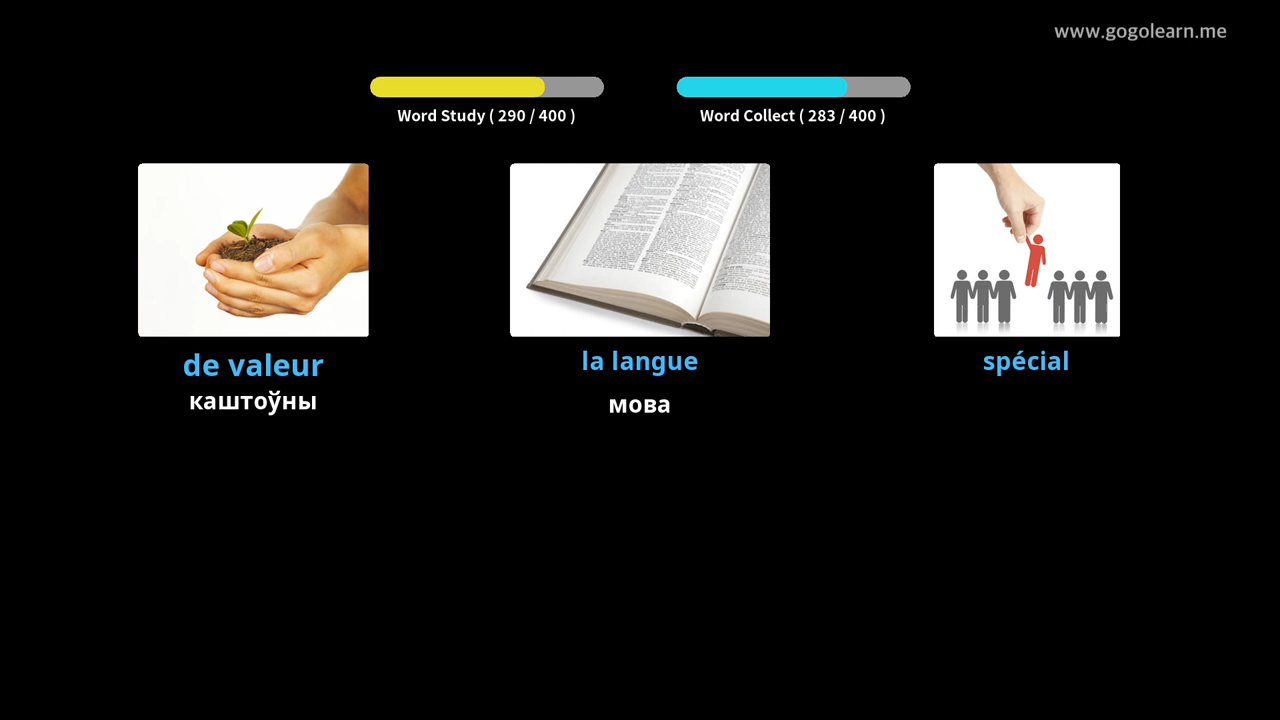 www.gogolearn.me
Word Study ( 290 / 400 )
Word Collect ( 283 / 400 )
de valeur
каштоўны
la langue
мова
spécial